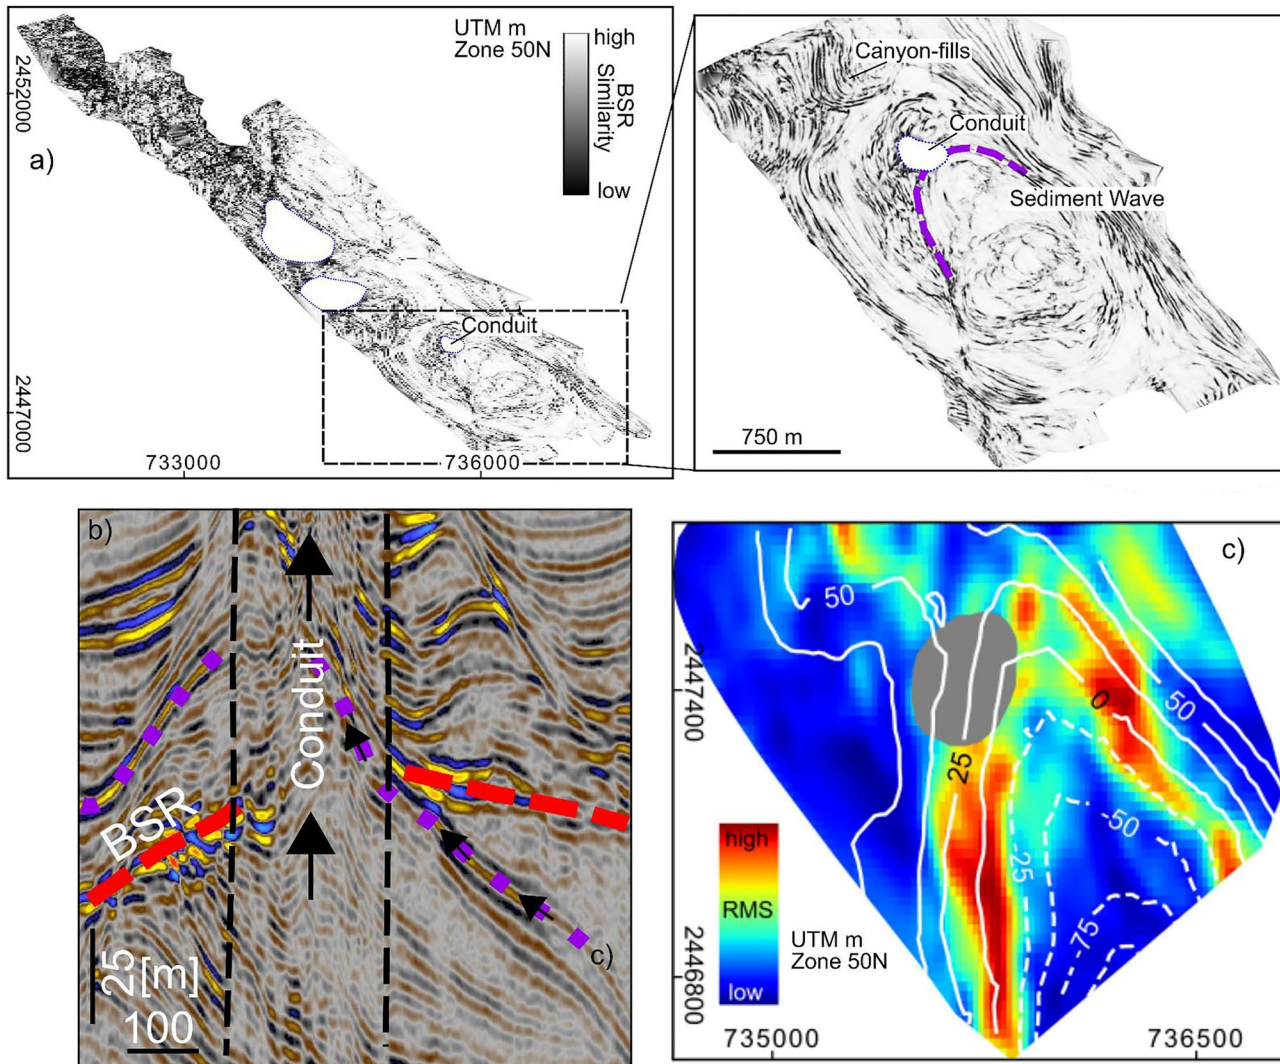 UTM m
Zone 50N
high
BSR
Similarity
low
2452000
a)
2447000
Conduit
733000
736000
Canyon-fills
Conduit
Sediment Wave
750 m
b)
Conduit
BSR
25
[m]
100
c)
c)
50
2447400
0
50
25
-25
-50
-75
high
RMS
low
UTM m
Zone 50N
2446800
735000
736500